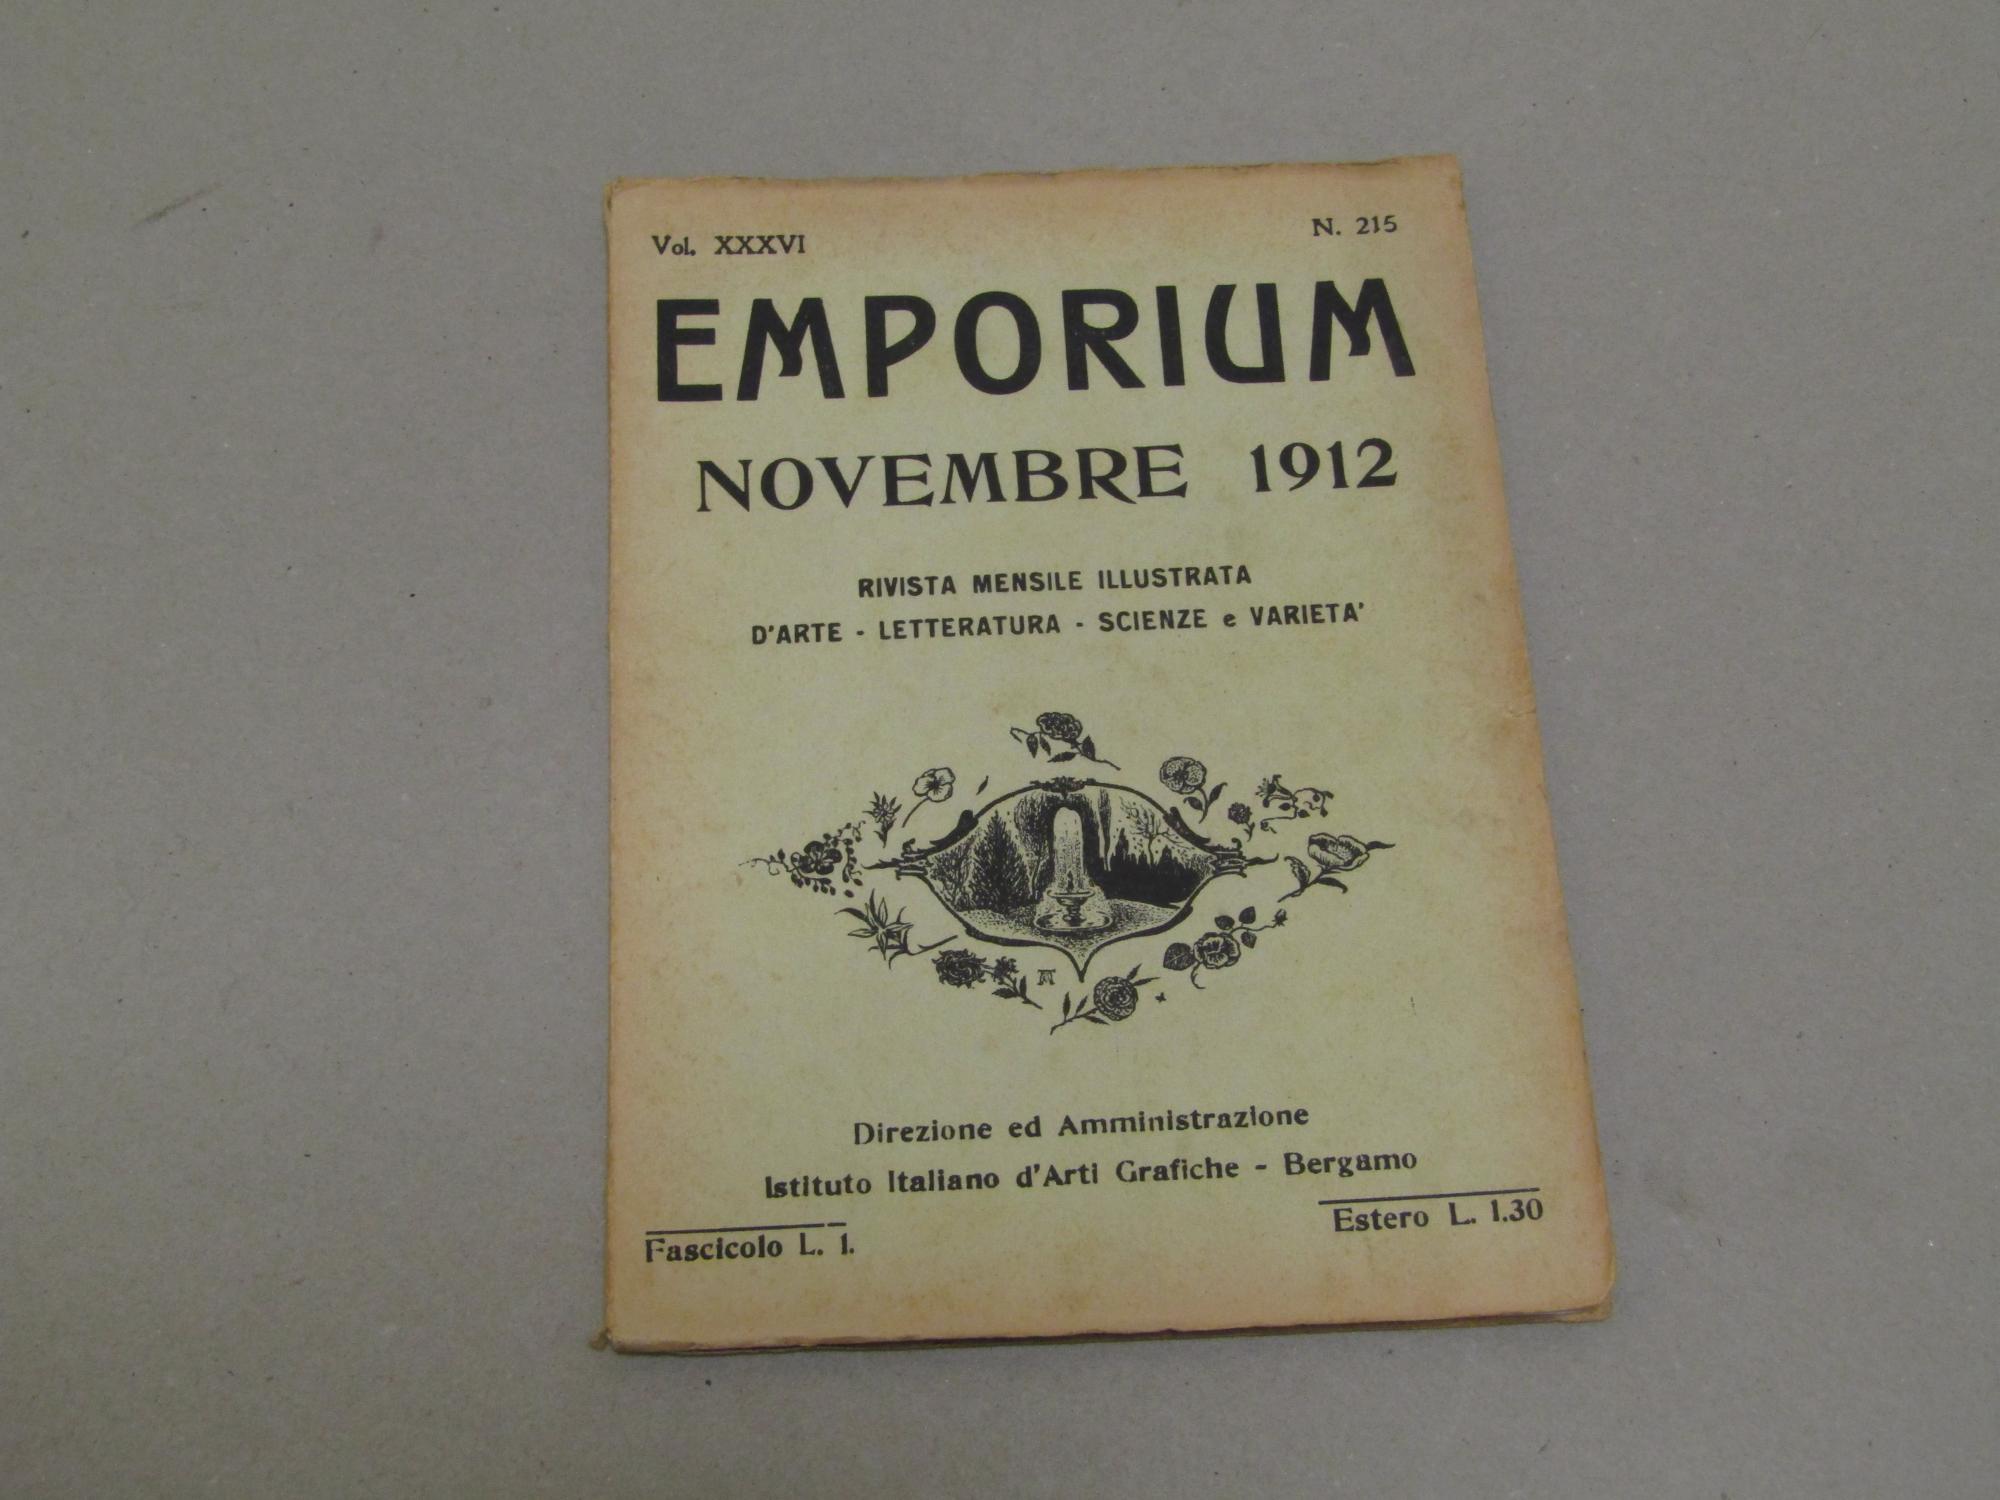 Vol. XXXVI
N. 215
EMPORIUM
NOVEMBRE 1912
RIVISTA MENSILE ILLUSTRATA
D'ARTE - LETTERATURA - SCIENZE e VARIETA'
Direzione ed Amministrazione
Istituto Italiano d'Arti Grafiche - Bergamo
Fascicolo L. 1.
Estero L. 1.30